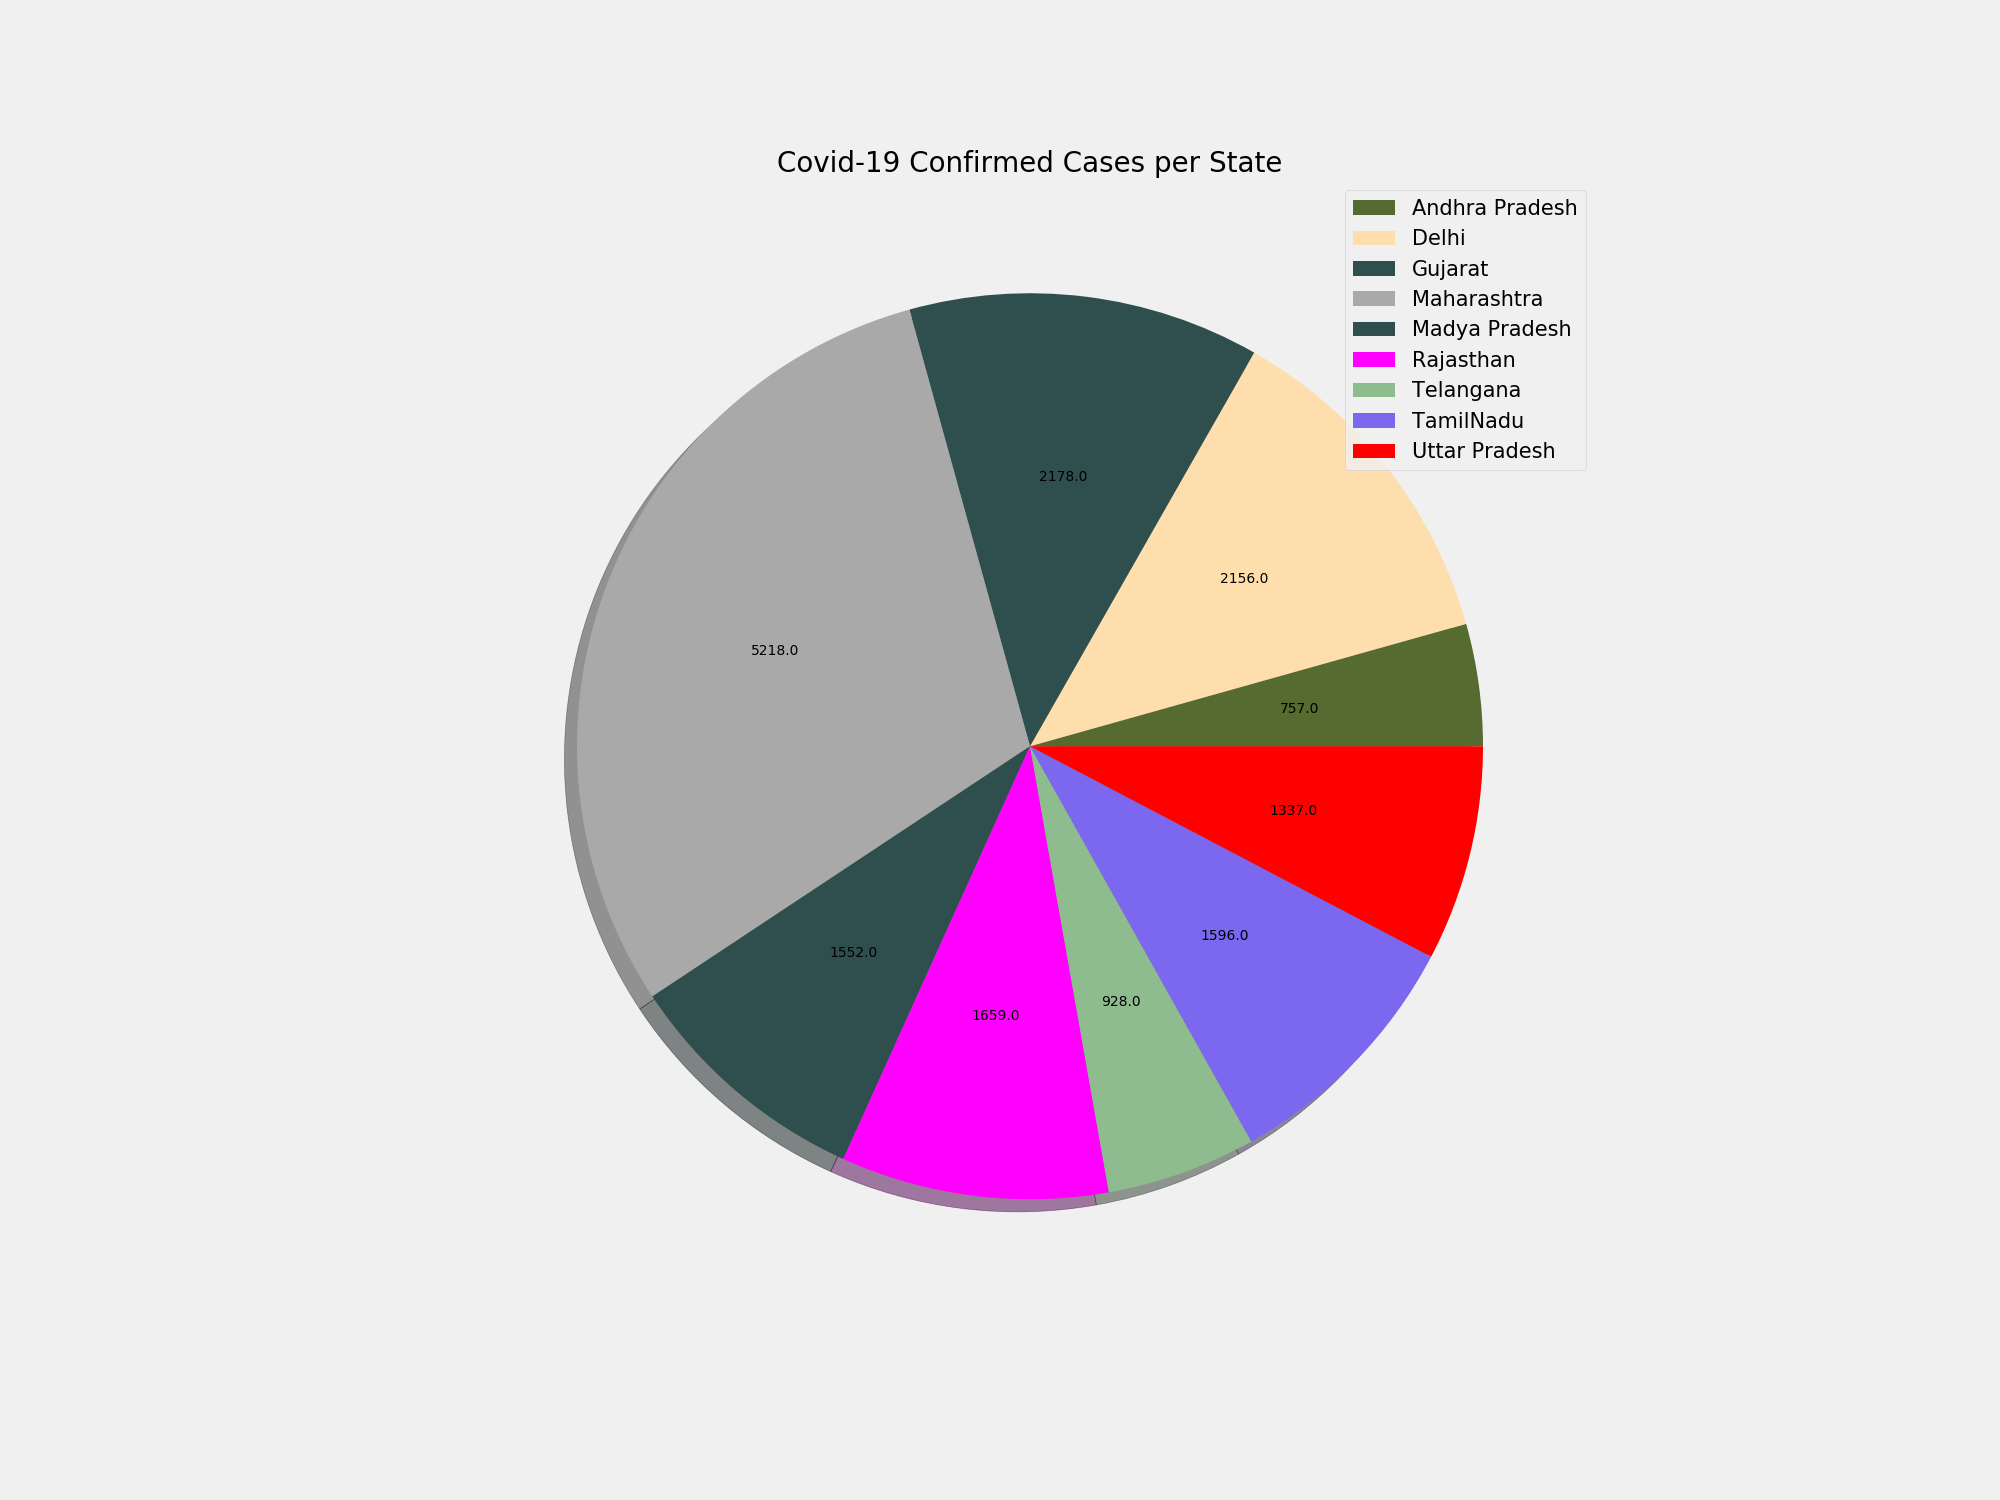 Covid-19 Confirmed Cases per State
Andhra Pradesh
Delhi
Gujarat
Maharashtra
Madya Pradesh
Rajasthan
Telangana
TamilNadu
Uttar Pradesh
2178.0
2156.0
5218.0
757.0
1337.0
1596.0
1552.0
928.0
1659.0